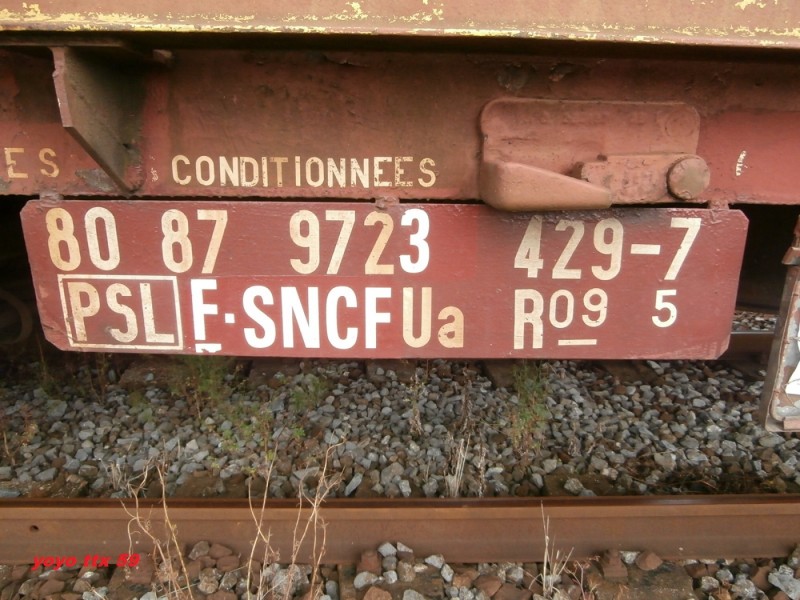 ES CONDITIONNEES
80 87 9723 429-7
PSL F-SNCF Ua R09 5
yoyo ttx 88